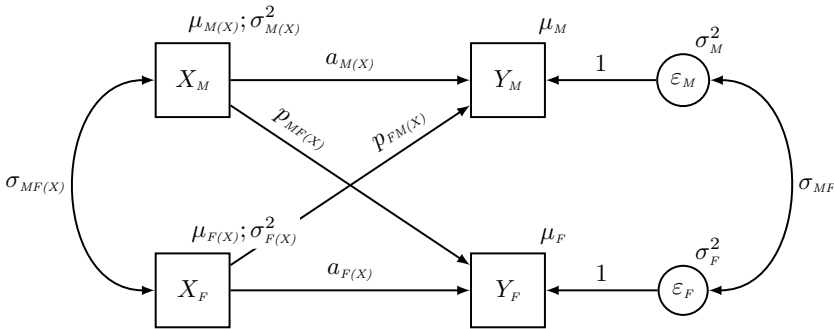 μ_{M(X)}; σ²_{M(X)}
μ_M
σ²_M
X_M
a_{M(X)}
Y_M
1
ε_M
p_{MF(X)}
p_{FM(X)}
σ_{MF(X)}
σ_{MF}
μ_{F(X)}; σ²_{F(X)}
μ_F
σ²_F
X_F
a_{F(X)}
Y_F
1
ε_F